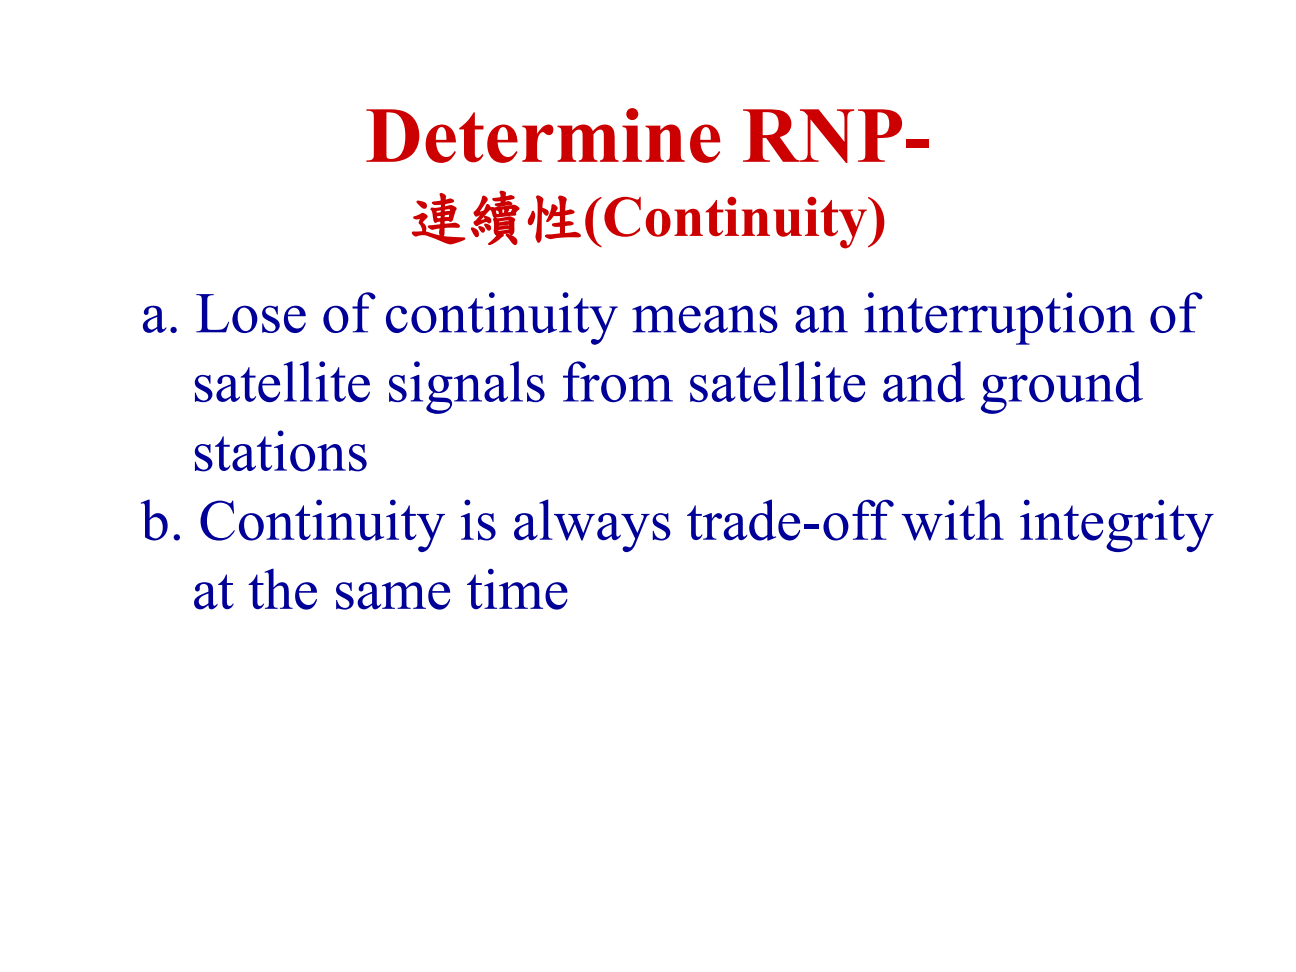 Determine RNP-
連續性(Continuity)
a. Lose of continuity means an interruption of
satellite signals from satellite and ground
stations
b. Continuity is always trade-off with integrity
at the same time